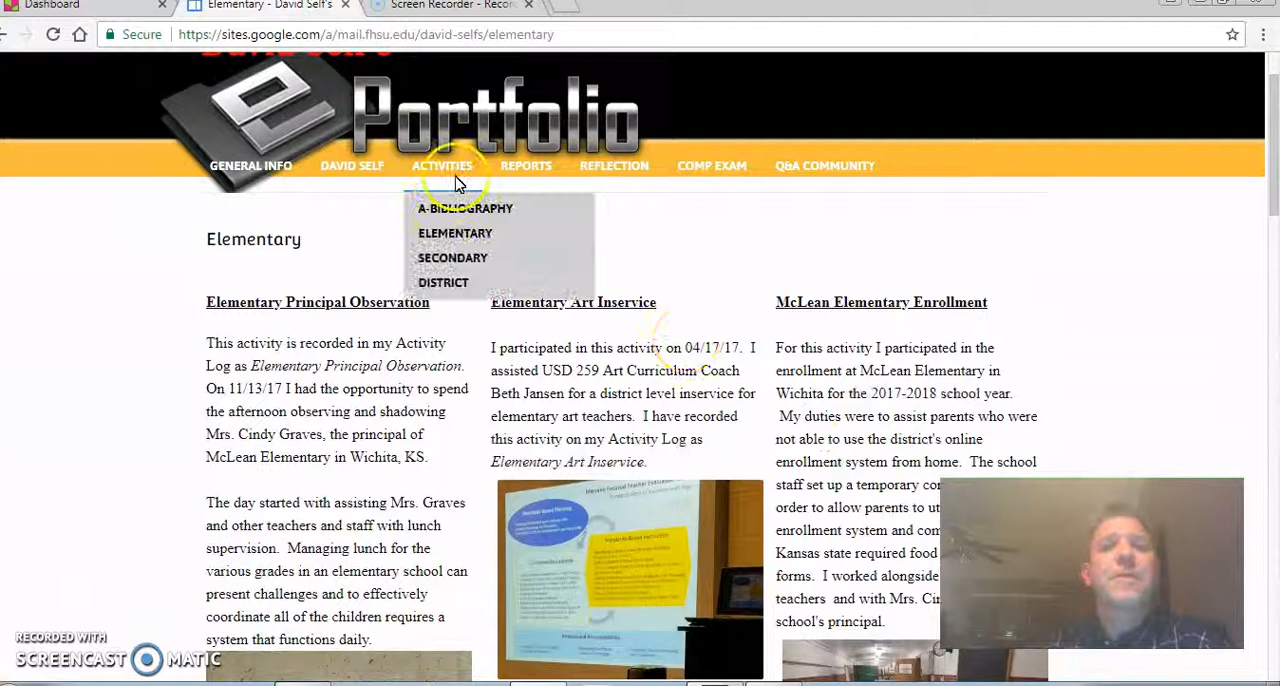 Dashboard
Elementary - David Self's
Screen Recorder - Recor
Secure
https://sites.google.com/a/mail.fhsu.edu/david-selfs/elementary
e Portfolio
GENERAL INFO
DAVID SELF
ACTIVITIES
REPORTS
REFLECTION
COMP EXAM
Q&A COMMUNITY
A-BIBLIOGRAPHY
ELEMENTARY
SECONDARY
DISTRICT
Elementary
Elementary Principal Observation
This activity is recorded in my Activity
Log as Elementary Principal Observation.
On 11/13/17 I had the opportunity to spend
the afternoon observing and shadowing
Mrs. Cindy Graves, the principal of
McLean Elementary in Wichita, KS.
The day started with assisting Mrs. Graves
and other teachers and staff with lunch
supervision. Managing lunch for the
various grades in an elementary school can
present challenges and to effectively
coordinate all of the children requires a
system that functions daily.
Elementary Art Inservice
I participated in this activity on 04/17/17. I
assisted USD 259 Art Curriculum Coach
Beth Jansen for a district level inservice for
elementary art teachers. I have recorded
this activity on my Activity Log as
Elementary Art Inservice.
McLean Elementary Enrollment
For this activity I participated in the
enrollment at McLean Elementary in
Wichita for the 2017-2018 school year.
My duties were to assist parents who were
not able to use the district's online
enrollment system from home. The school
staff set up a temporary
order to allow parents to
enrollment system and
Kansas state required food
forms. I worked alongside
teachers and with Mrs.
school's principal.
RECORDED WITH
SCREENCAST MATIC